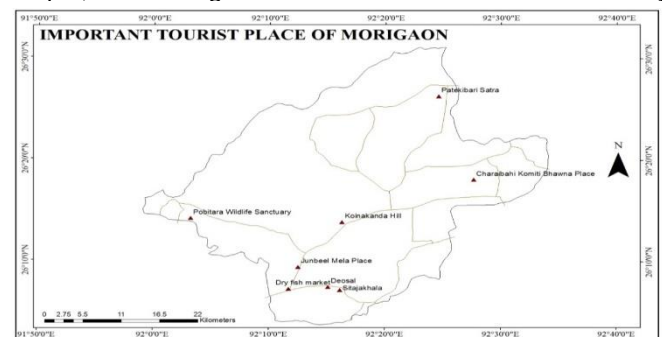 91°50'0"E 92°0'0"E 92°10'0"E 92°20'0"E 92°30'0"E 92°40'0"E
IMPORTANT TOURIST PLACE OF MORIGAON
26°30'0"N 26°30'0"N
Patekibari Satra
N
26°20'0"N 26°20'0"N
Charaibahi Komiti Bhawna Place
Pobitara Wildlife Sanctuary
Koinakanda Hill
26°10'0"N 26°10'0"N
Junbeel Mela Place
Dry fish market Deosal
Sitajakhala
0 2.75 5.5 11 16.5 22
Kilometers
91°50'0"E 92°0'0"E 92°10'0"E 92°20'0"E 92°30'0"E 92°40'0"E